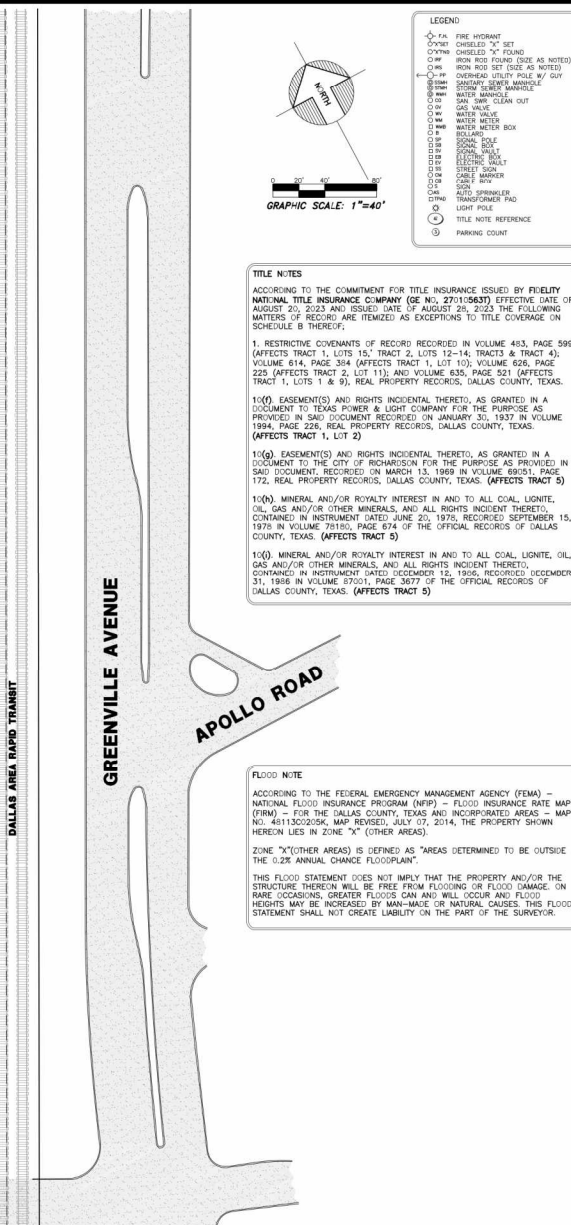 LEGEND
F.H. FIRE HYDRANT
"X"SET CHISELED "X" SET
"X"FND CHISELED "X" FOUND
IRF IRON ROD FOUND (SIZE AS NOTED)
IRS IRON ROD SET (SIZE AS NOTED)
PP OVERHEAD UTILITY POLE W/ GUY
SSMH SANITARY SEWER MANHOLE
STMH STORM SEWER MANHOLE
WMH WATER MANHOLE
CO SAN. SWR CLEAN OUT
GV GAS VALVE
WV WATER VALVE
WM WATER METER
WMB WATER METER BOX
B BOLLARD
SP SIGNAL POLE
SB SIGNAL BOX
SV SIGNAL VAULT
EB ELECTRIC BOX
EV ELECTRIC VAULT
SS STREET SIGN
CM CABLE MARKER
CB CABLE BOX
S SIGN
AS AUTO SPRINKLER
TPAD TRANSFORMER PAD
LIGHT POLE
TITLE NOTE REFERENCE
PARKING COUNT
NORTH
0 20' 40' 80'
GRAPHIC SCALE: 1"=40'
TITLE NOTES
ACCORDING TO THE COMMITMENT FOR TITLE INSURANCE ISSUED BY FIDELITY
NATIONAL TITLE INSURANCE COMPANY (GE NO, 27010563T) EFFECTIVE DATE OF
AUGUST 20, 2023 AND ISSUED DATE OF AUGUST 28, 2023 THE FOLLOWING
MATTERS OF RECORD ARE ITEMIZED AS EXCEPTIONS TO TITLE COVERAGE ON
SCHEDULE B THEREOF;
1. RESTRICTIVE COVENANTS OF RECORD RECORDED IN VOLUME 483, PAGE 599
(AFFECTS TRACT 1, LOTS 15,' TRACT 2, LOTS 12-14; TRACT3 & TRACT 4);
VOLUME 614, PAGE 384 (AFFECTS TRACT 1, LOT 10); VOLUME 626, PAGE
225 (AFFECTS TRACT 2, LOT 11); AND VOLUME 635, PAGE 521 (AFFECTS
TRACT 1, LOTS 1 & 9), REAL PROPERTY RECORDS, DALLAS COUNTY, TEXAS.
10(f). EASEMENT(S) AND RIGHTS INCIDENTAL THERETO, AS GRANTED IN A
DOCUMENT TO TEXAS POWER & LIGHT COMPANY FOR THE PURPOSE AS
PROVIDED IN SAID DOCUMENT RECORDED ON JANUARY 30, 1937 IN VOLUME
1994, PAGE 226, REAL PROPERTY RECORDS, DALLAS COUNTY, TEXAS.
(AFFECTS TRACT 1, LOT 2)
10(g). EASEMENT(S) AND RIGHTS INCIDENTAL THERETO, AS GRANTED IN A
DOCUMENT TO THE CITY OF RICHARDSON FOR THE PURPOSE AS PROVIDED IN
SAID DOCUMENT, RECORDED ON MARCH 13, 1969 IN VOLUME 69051, PAGE
172, REAL PROPERTY RECORDS, DALLAS COUNTY, TEXAS. (AFFECTS TRACT 5)
10(h). MINERAL AND/OR ROYALTY INTEREST IN AND TO ALL COAL, LIGNITE,
OIL, GAS AND/OR OTHER MINERALS, AND ALL RIGHTS INCIDENT THERETO,
CONTAINED IN INSTRUMENT DATED JUNE 20, 1978, RECORDED SEPTEMBER 15,
1978 IN VOLUME 78180, PAGE 674 OF THE OFFICIAL RECORDS OF DALLAS
COUNTY, TEXAS. (AFFECTS TRACT 5)
10(i). MINERAL AND/OR ROYALTY INTEREST IN AND TO ALL COAL, LIGNITE, OIL,
GAS AND/OR OTHER MINERALS, AND ALL RIGHTS INCIDENT THERETO,
CONTAINED IN INSTRUMENT DATED DECEMBER 12, 1986, RECORDED DECEMBER
31, 1986 IN VOLUME 87001, PAGE 3677 OF THE OFFICIAL RECORDS OF
DALLAS COUNTY, TEXAS. (AFFECTS TRACT 5)
DALLAS AREA RAPID TRANSIT
GREENVILLE AVENUE
APOLLO ROAD
FLOOD NOTE
ACCORDING TO THE FEDERAL EMERGENCY MANAGEMENT AGENCY (FEMA) –
NATIONAL FLOOD INSURANCE PROGRAM (NFIP) – FLOOD INSURANCE RATE MAP
(FIRM) – FOR THE DALLAS COUNTY, TEXAS AND INCORPORATED AREAS – MAP
NO. 48113C0205K, MAP REVISED, JULY 07, 2014, THE PROPERTY SHOWN
HEREON LIES IN ZONE "X" (OTHER AREAS).
ZONE "X"(OTHER AREAS) IS DEFINED AS "AREAS DETERMINED TO BE OUTSIDE
THE 0.2% ANNUAL CHANCE FLOODPLAIN".
THIS FLOOD STATEMENT DOES NOT IMPLY THAT THE PROPERTY AND/OR THE
STRUCTURE THEREON WILL BE FREE FROM FLOODING OR FLOOD DAMAGE. ON
RARE OCCASIONS, GREATER FLOODS CAN AND WILL OCCUR AND FLOOD
HEIGHTS MAY BE INCREASED BY MAN-MADE OR NATURAL CAUSES. THIS FLOOD
STATEMENT SHALL NOT CREATE LIABILITY ON THE PART OF THE SURVEYOR.